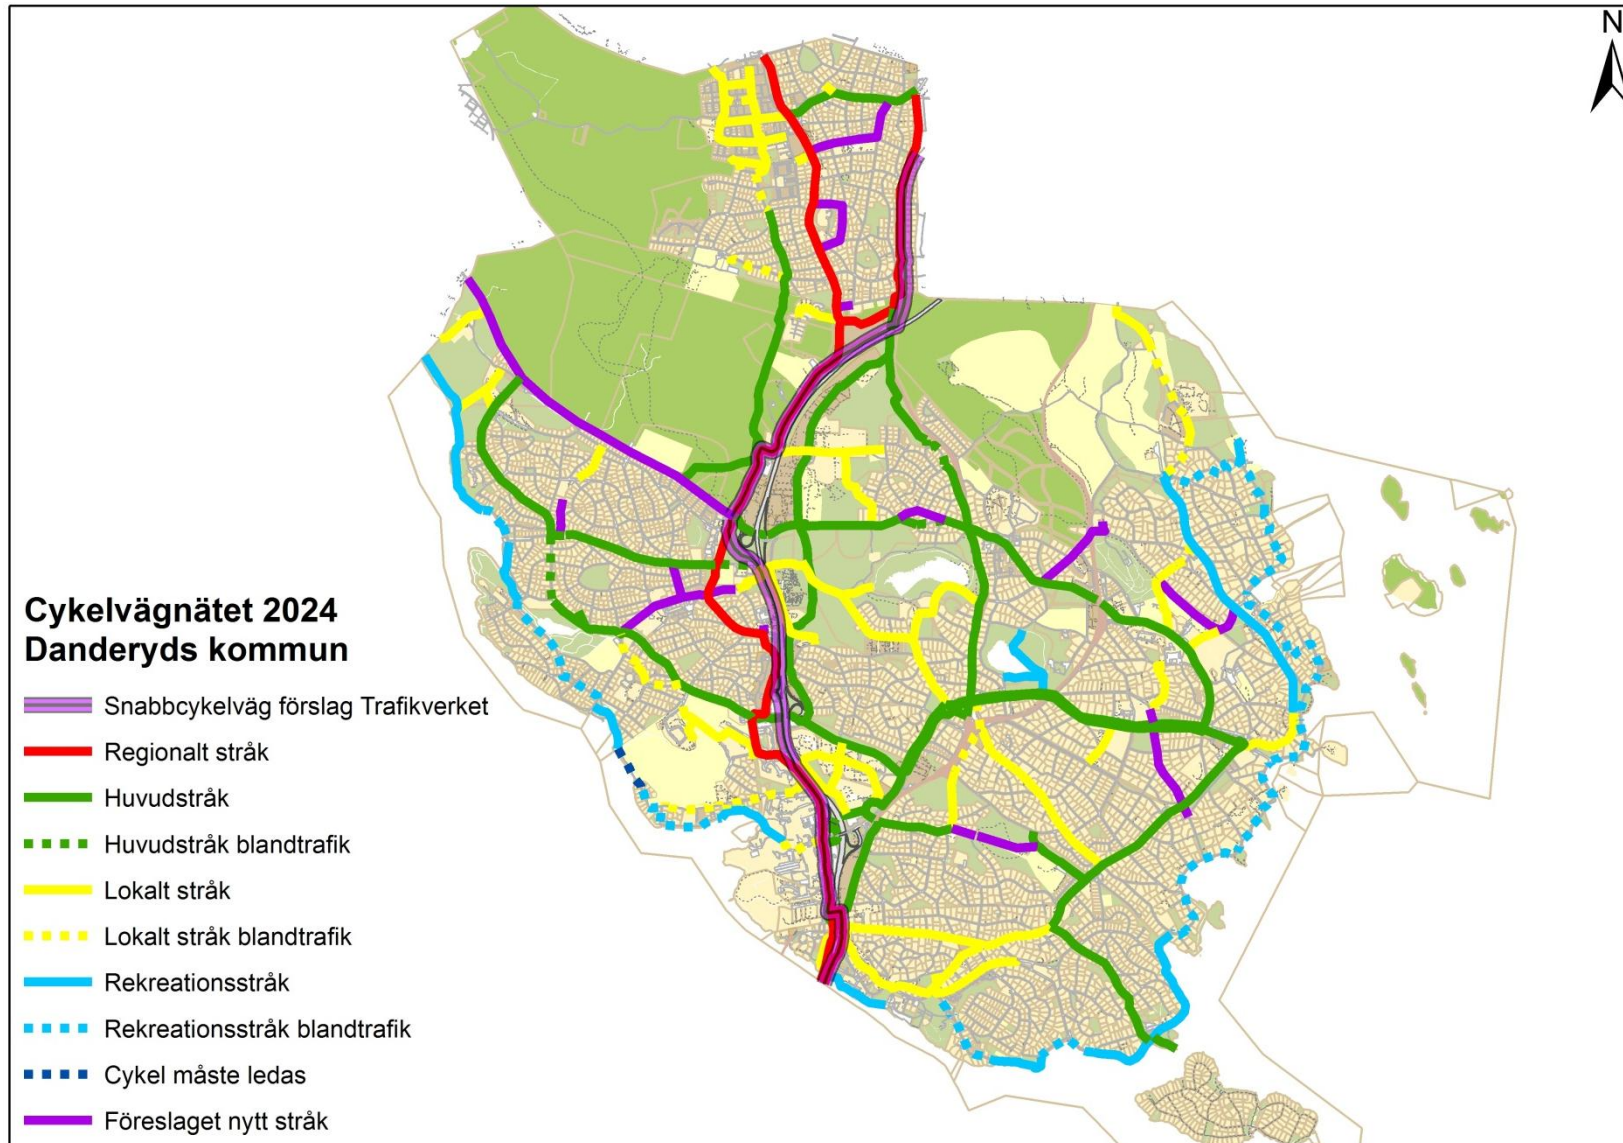 N
Cykelvägnätet 2024
Danderyds kommun
Snabbcykelväg förslag Trafikverket
Regionalt stråk
Huvudstråk
Huvudstråk blandtrafik
Lokalt stråk
Lokalt stråk blandtrafik
Rekreationsstråk
Rekreationsstråk blandtrafik
Cykel måste ledas
Föreslaget nytt stråk